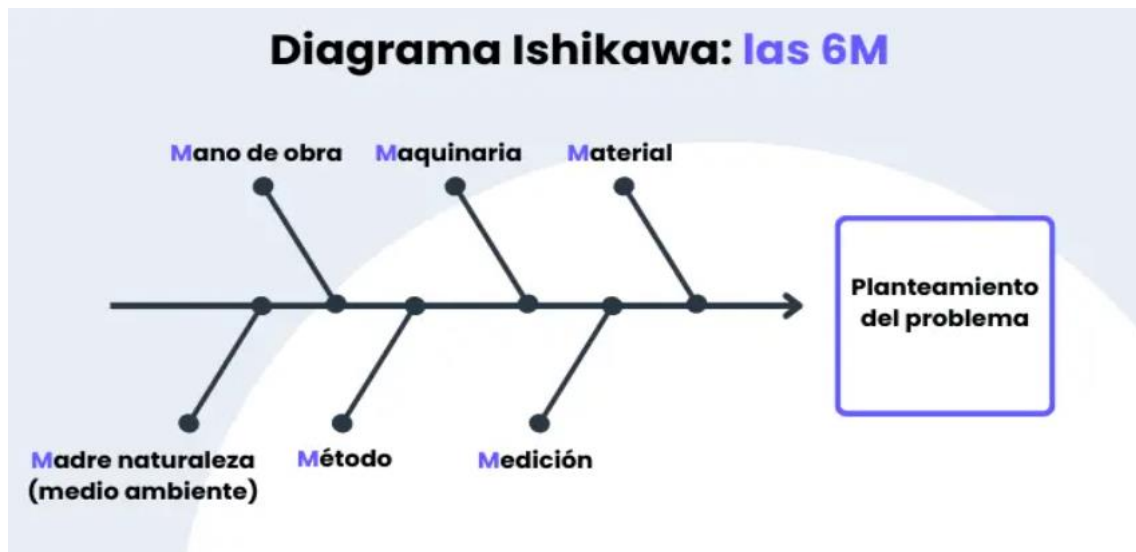 Diagrama Ishikawa: las 6M
Mano de obra
Maquinaria
Material
Planteamiento
del problema
Madre naturaleza
(medio ambiente)
Método
Medición